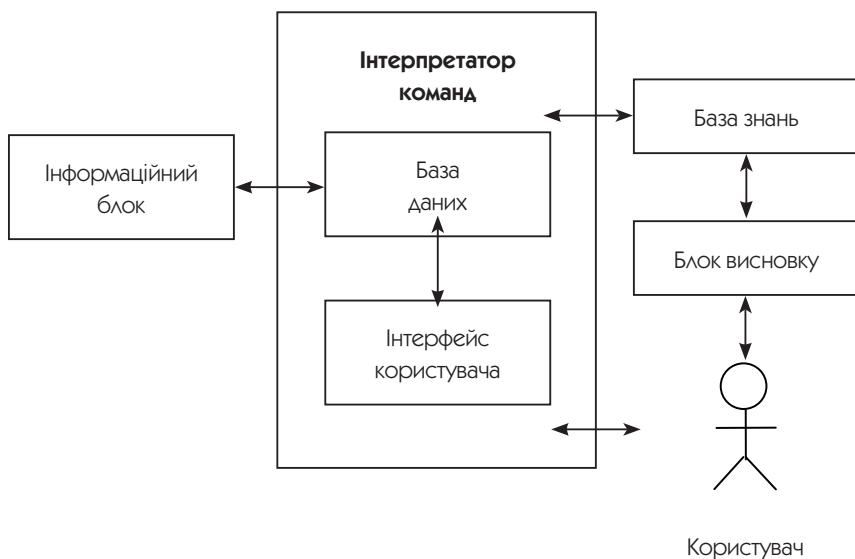 Інтерпретатор
команд
База знань
Інформаційний
блок
База
даних
Блок висновку
Інтерфейс
користувача
Користувач